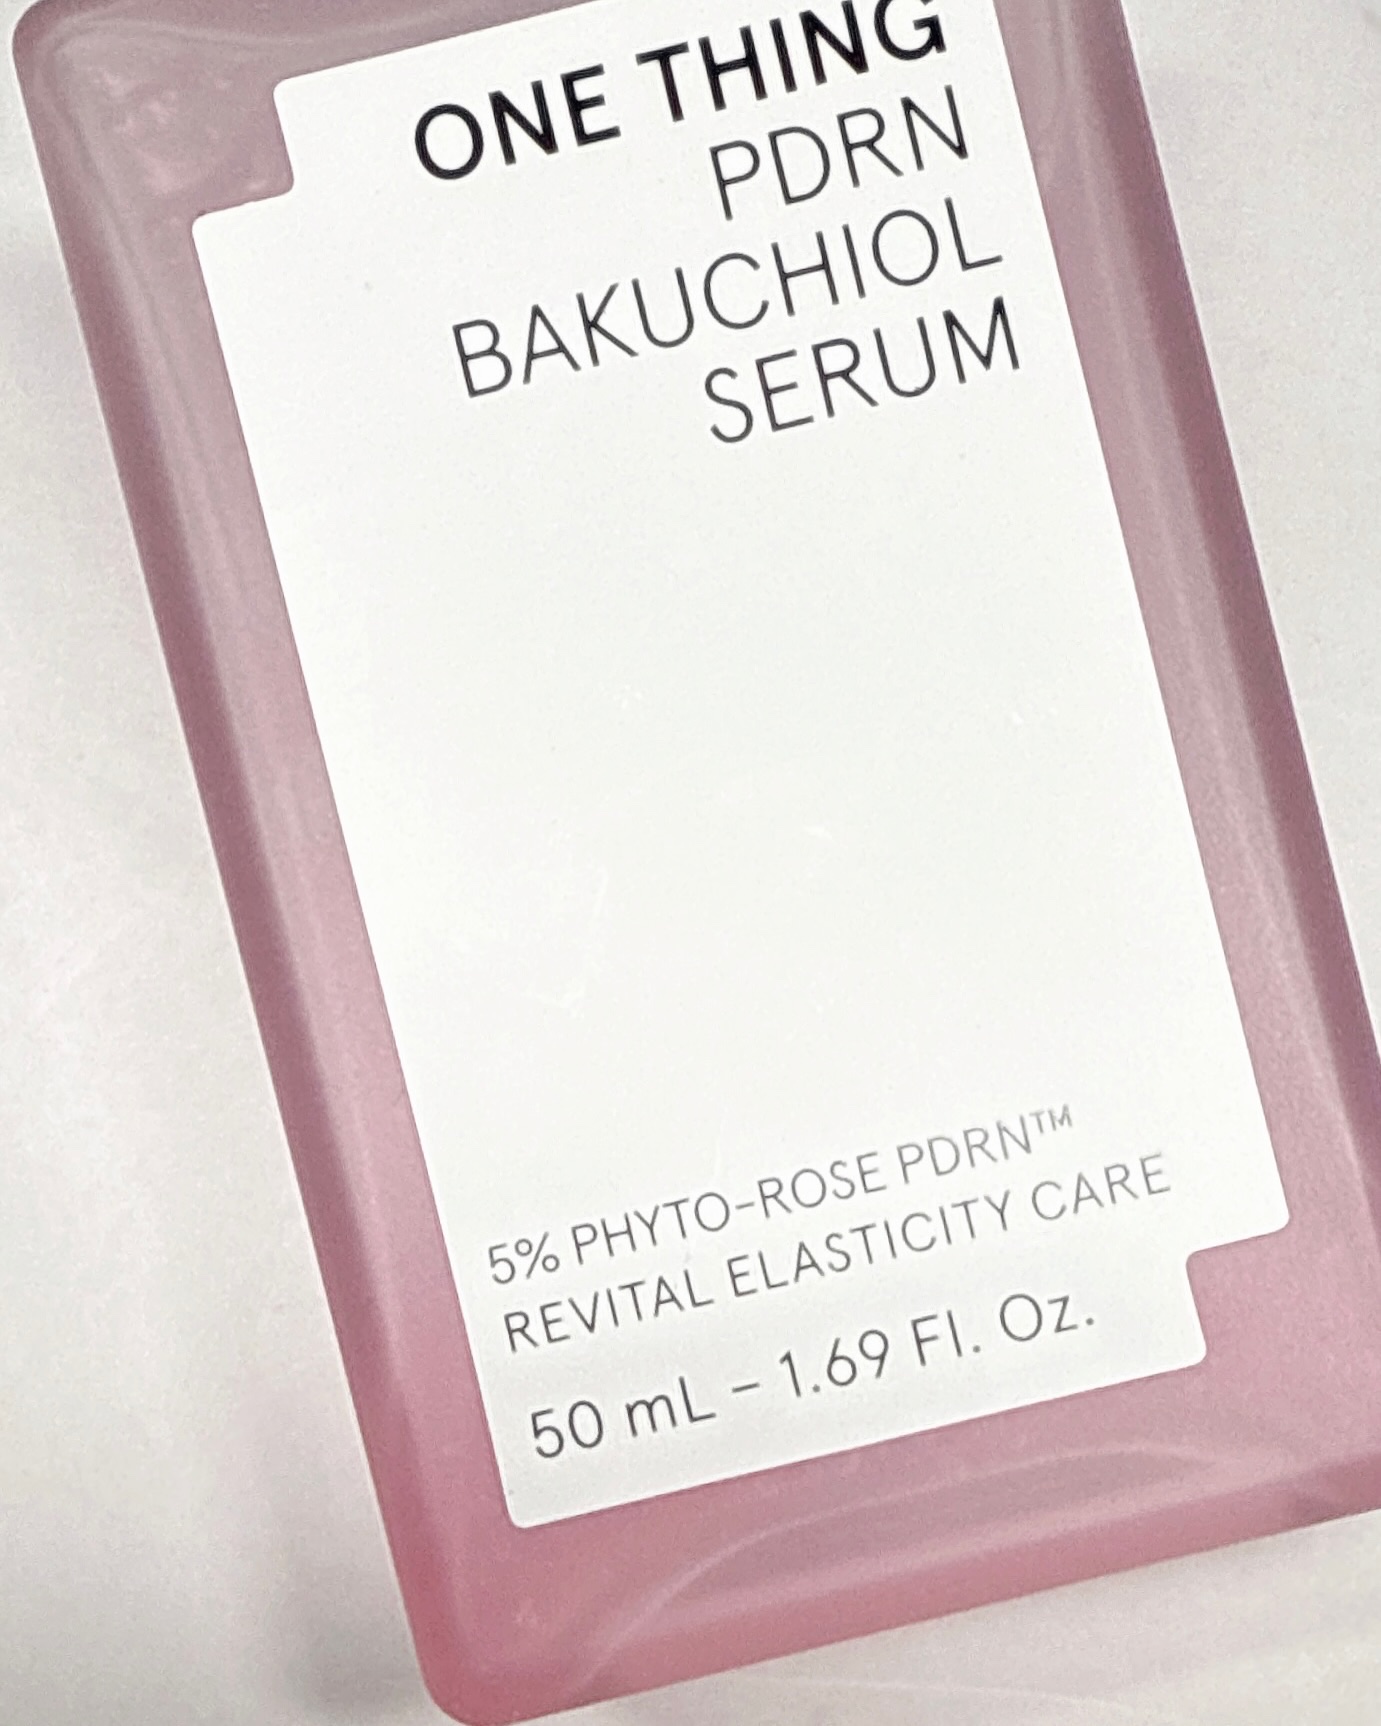 ONE THING
PDRN
BAKUCHIOL
SERUM
5% PHYTO-ROSE PDRN™
REVITAL ELASTICITY CARE
50 mL – 1.69 Fl. Oz.